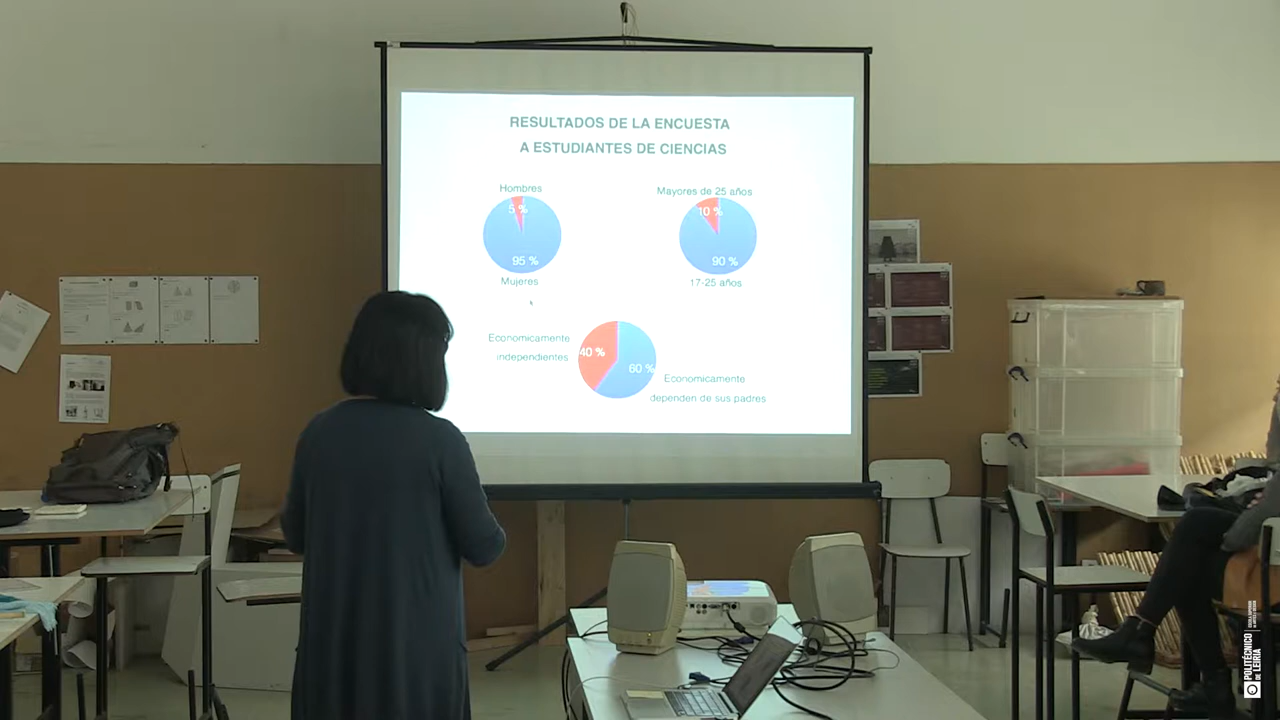 RESULTADOS DE LA ENCUESTA
A ESTUDIANTES DE CIENCIAS
Hombres
5 %
95 %
Mujeres
Mayores de 25 años
10 %
90 %
17-25 años
Economicamente
independientes
40 %
60 %
Economicamente
dependen de sus padres
POLITÉCNICO
DE LEIRIA